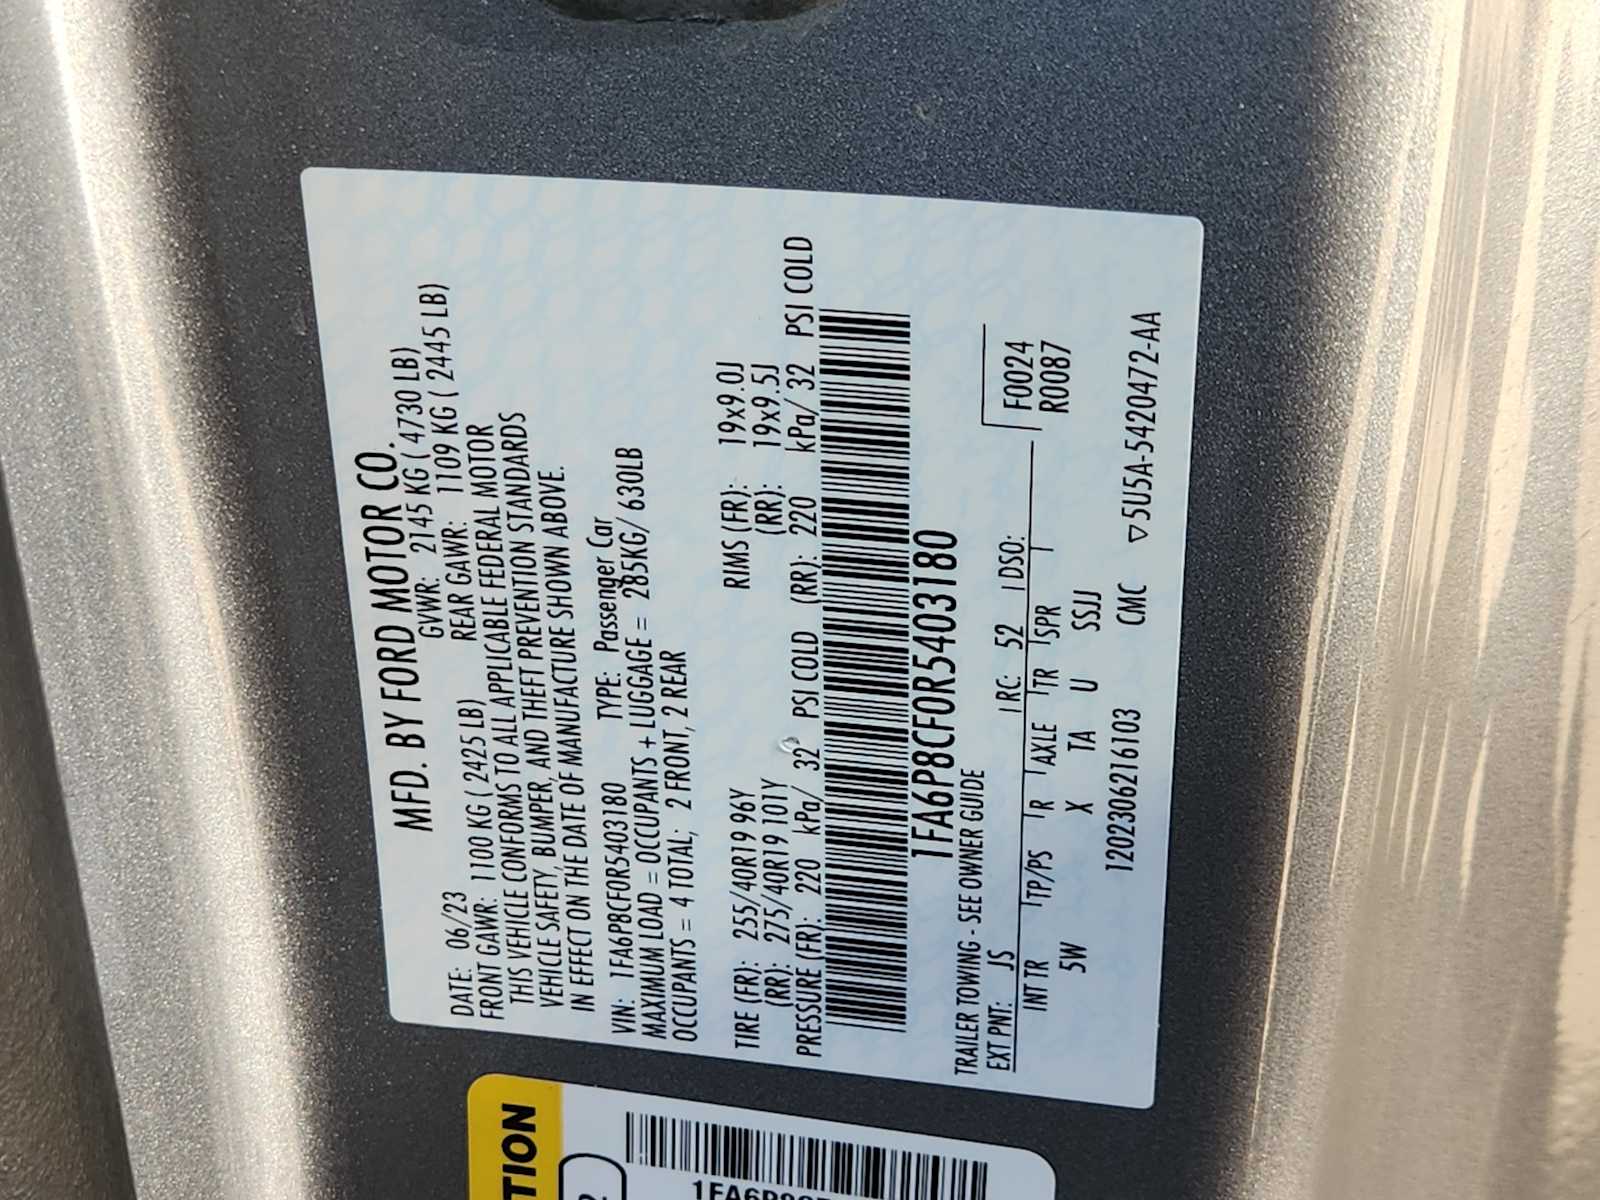 MFD. BY FORD MOTOR CO.
DATE: 06/23 GVWR: 2145 KG ( 4730 LB)
FRONT GAWR: 1100 KG ( 2425 LB) REAR GAWR: 1109 KG ( 2445 LB)
THIS VEHICLE CONFORMS TO ALL APPLICABLE FEDERAL MOTOR
VEHICLE SAFETY, BUMPER, AND THEFT PREVENTION STANDARDS
IN EFFECT ON THE DATE OF MANUFACTURE SHOWN ABOVE.
VIN: 1FA6P8CF0R5403180 TYPE: Passenger Car
MAXIMUM LOAD = OCCUPANTS + LUGGAGE = 285KG/ 630LB
OCCUPANTS = 4 TOTAL; 2 FRONT, 2 REAR
TIRE (FR): 255/40R19 96Y RIMS (FR): 19x9.0J
(RR): 275/40R19 101Y (RR): 19x9.5J
PRESSURE (FR): 220 kPa/ 32 PSI COLD (RR): 220 kPa/ 32 PSI COLD
1FA6P8CF0R5403180
TRAILER TOWING - SEE OWNER GUIDE
EXT PNT: JS RC: 52 DSO: F0024
R0087
INT TR TP/PS R AXLE TR SPR
5W X TA U SSJJ
1202306216103 CMC ▽5U5A-5420472-AA
TION